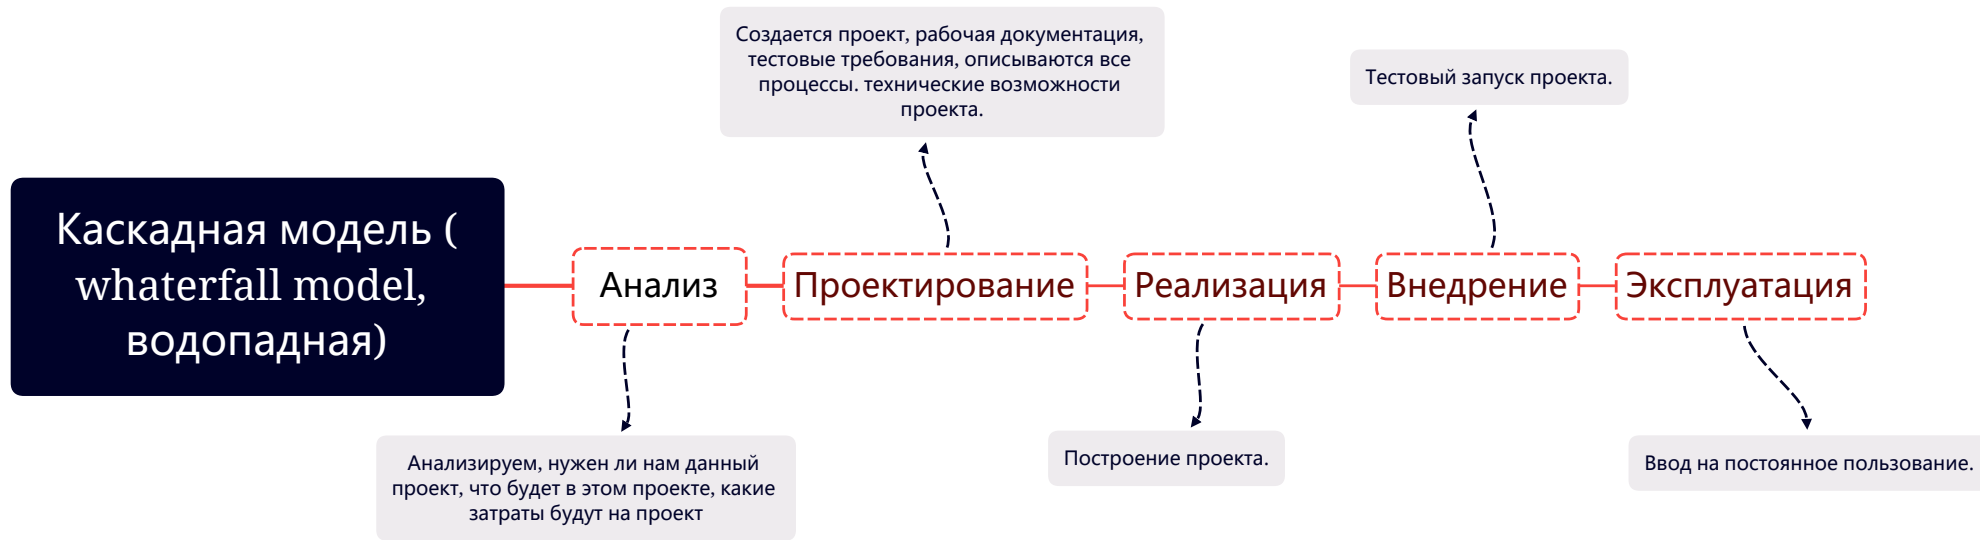 Создается проект, рабочая документация,
тестовые требования, описываются все
процессы. технические возможности
проекта.
Тестовый запуск проекта.
Каскадная модель (
whaterfall model,
водопадная)
Анализ
Проектирование
Реализация
Внедрение
Эксплуатация
Анализируем, нужен ли нам данный
проект, что будет в этом проекте, какие
затраты будут на проект
Построение проекта.
Ввод на постоянное пользование.